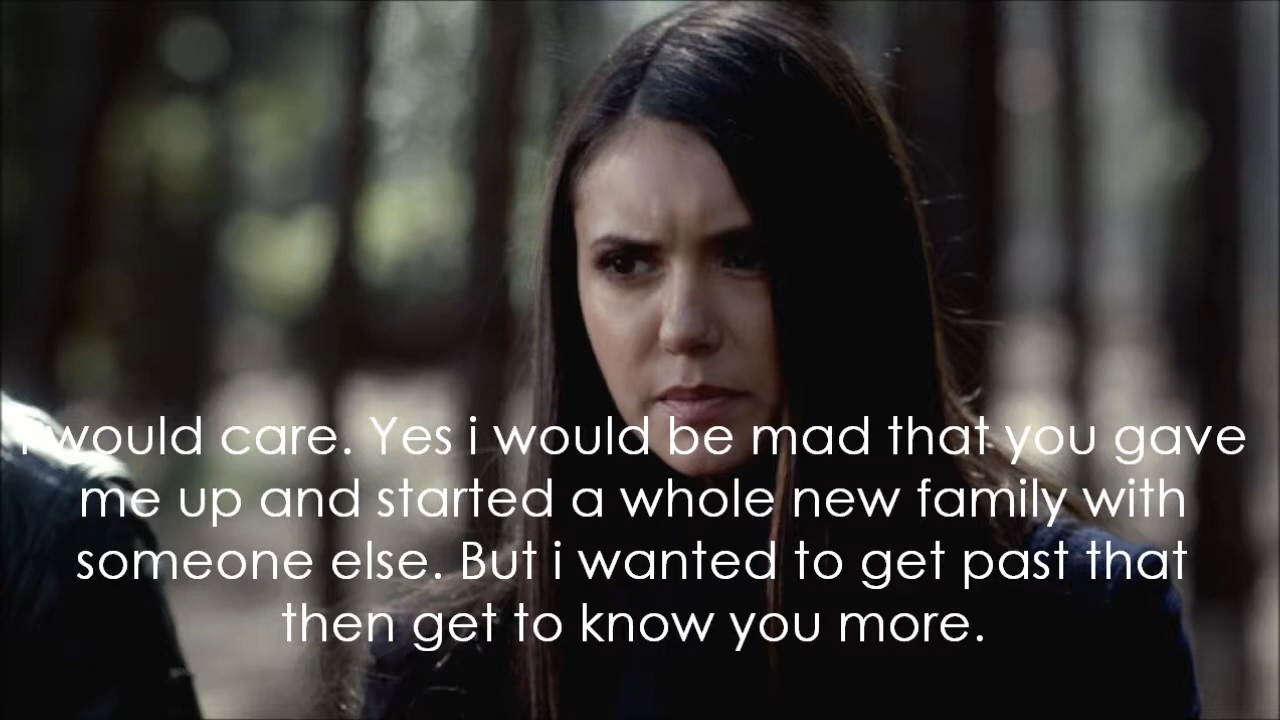 I would care. Yes i would be mad that you gave
me up and started a whole new family with
someone else. But i wanted to get past that
then get to know you more.